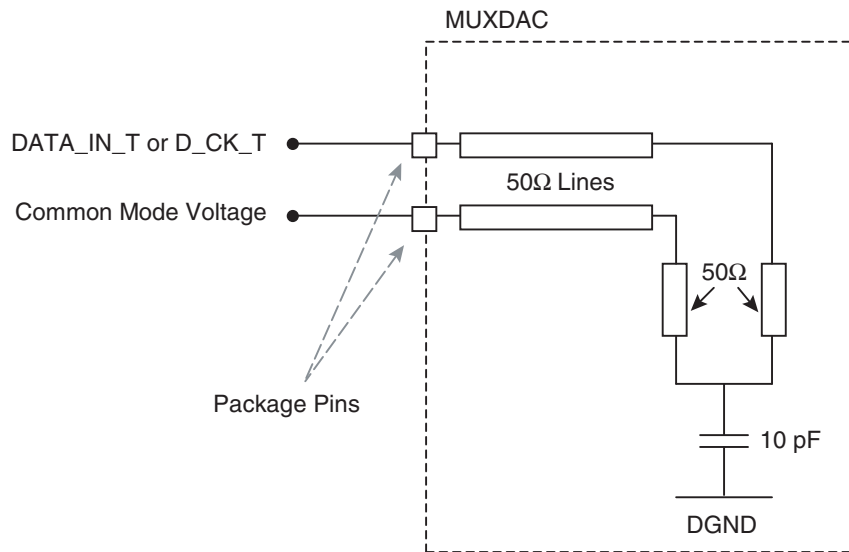 MUXDAC
DATA_IN_T or D_CK_T
50Ω Lines
Common Mode Voltage
50Ω
Package Pins
10 pF
DGND